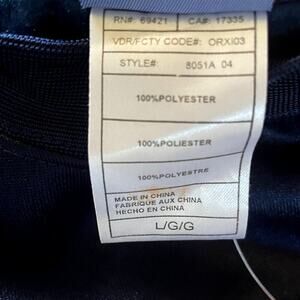 RN#: 69421 CA#: 17335
VDR/FCTY CODE#: ORXI03
STYLE#: 8051A 04
100%POLYESTER
100%POLIESTER
100%POLYESTRE
MADE IN CHINA
FABRIQUE AUX CHINA
HECHO EN CHINA
L/G/G